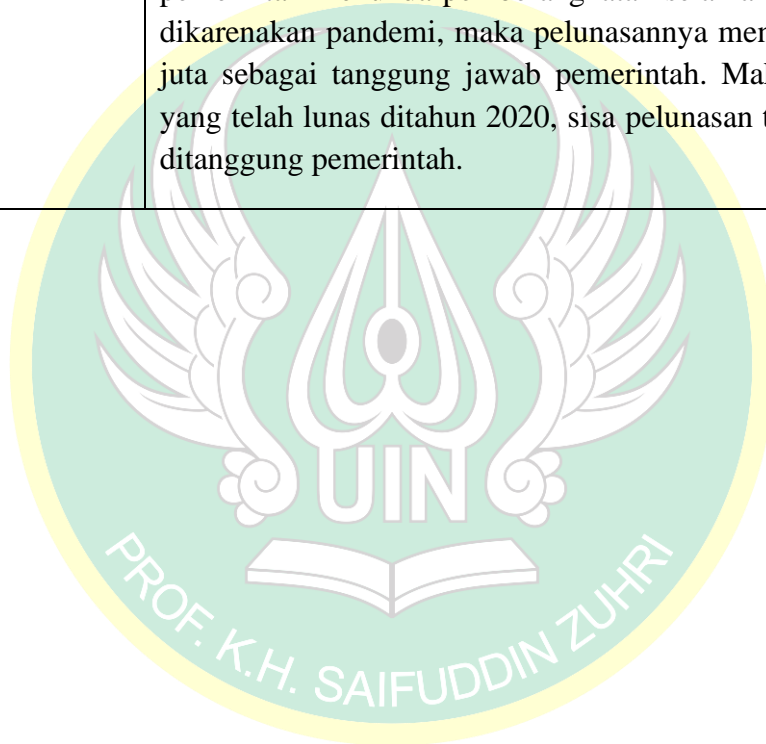 dikarenakan pandemi, maka pelunasannya
juta sebagai tanggung jawab pemerintah.
yang telah lunas ditahun 2020, sisa pelunasan
ditanggung pemerintah.
UIN
PROF. K.H. SAIFUDDIN ZUHRI